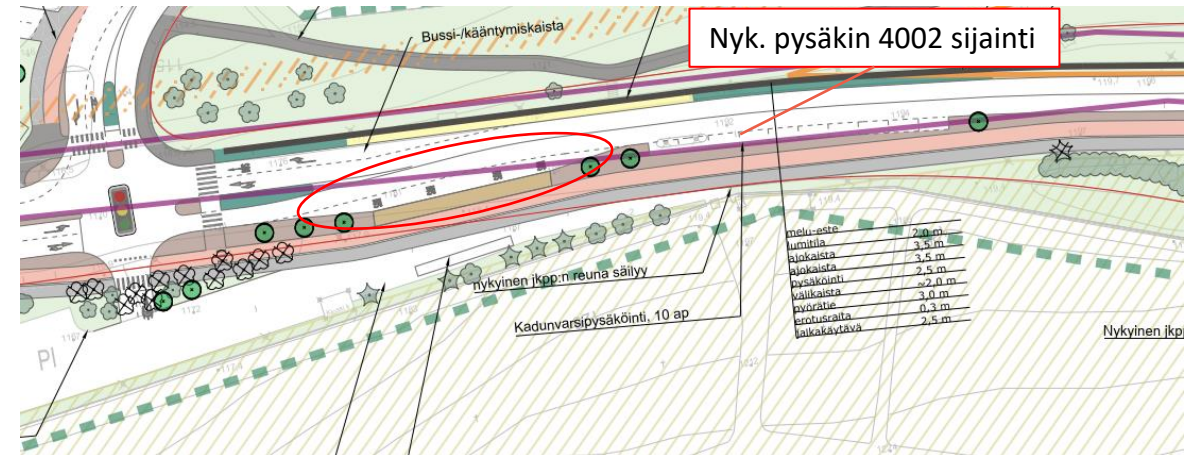 Bussi-/kääntymiskaista
Nyk. pysäkin 4002 sijainti
melu-este 2,0 m
lumitila 3,5 m
ajokaista 3,5 m
ajokaista 2,5 m
pysäköinti ~2,0 m
välikaista 3,0 m
pyörätie 0,3 m
erotusraita 2,5 m
jalkakäytävä
nykyinen jkpp:n reuna säilyy
Kadunvarsipysäköinti, 10 ap
Nykyinen jkpp
PI